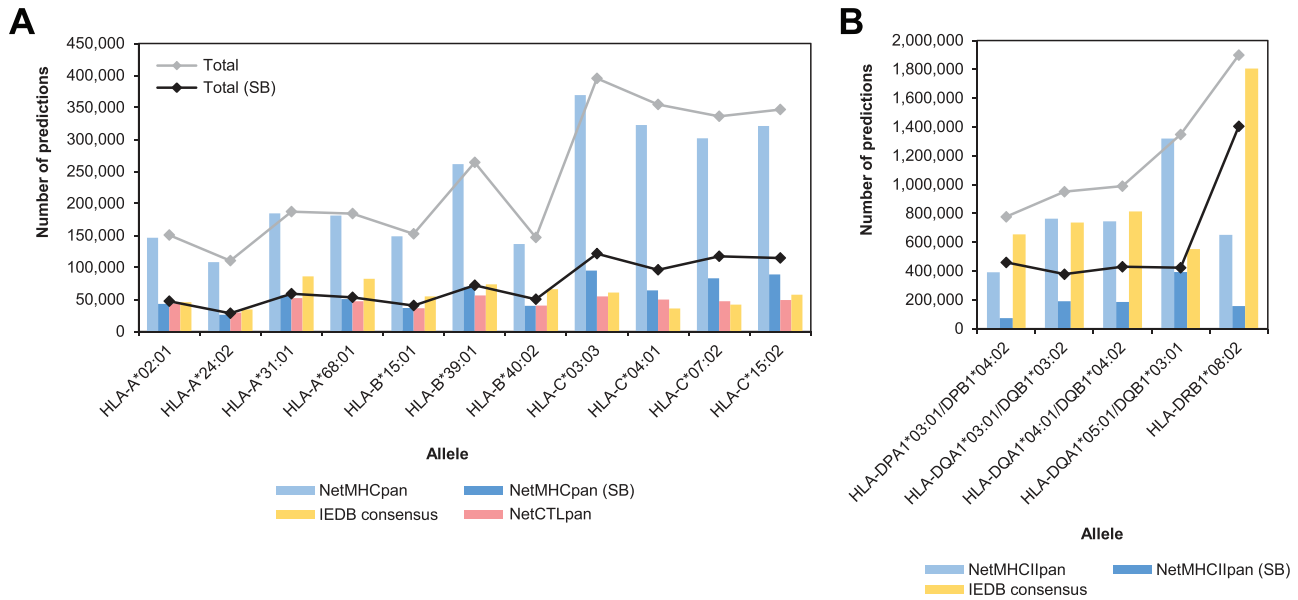 A
Number of predictions
450,000
400,000
350,000
300,000
250,000
200,000
150,000
100,000
50,000
0
Total
Total (SB)
HLA-A*02:01
HLA-A*24:02
HLA-A*31:01
HLA-A*68:01
HLA-B*15:01
HLA-B*39:01
HLA-B*40:02
HLA-C*03:03
HLA-C*04:01
HLA-C*07:02
HLA-C*15:02
Allele
NetMHCpan
NetMHCpan (SB)
IEDB consensus
NetCTLpan
B
Number of predictions
2,000,000
1,800,000
1,600,000
1,400,000
1,200,000
1,000,000
800,000
600,000
400,000
200,000
0
HLA-DPA1*03:01/DPB1*04:02
HLA-DQA1*03:01/DQB1*03:02
HLA-DQA1*04:01/DQB1*04:02
HLA-DQA1*05:01/DQB1*03:01
HLA-DRB1*08:02
Allele
NetMHCIIpan
NetMHCIIpan (SB)
IEDB consensus